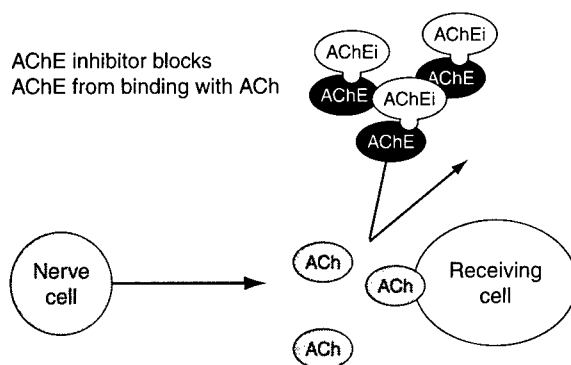 AChE inhibitor blocks
AChE from binding with ACh
AChEi
AChEi
AChE
AChE
AChEi
AChE
Nerve
cell
ACh
ACh
ACh
Receiving
cell